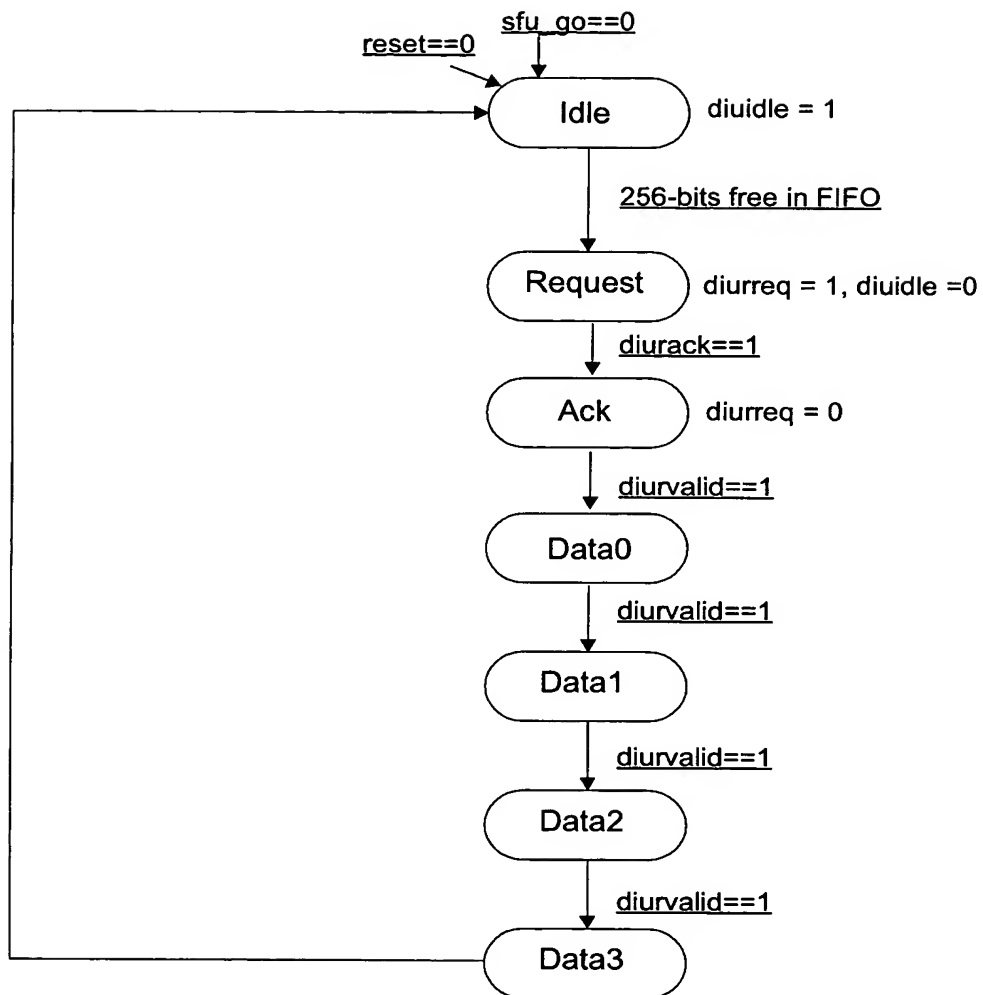 sfu_go==0
reset==0
Idle
diuidle = 1
256-bits free in FIFO
Request
diurreq = 1, diuidle =0
diurack==1
Ack
diurreq = 0
diurvalid==1
Data0
diurvalid==1
Data1
diurvalid==1
Data2
diurvalid==1
Data3